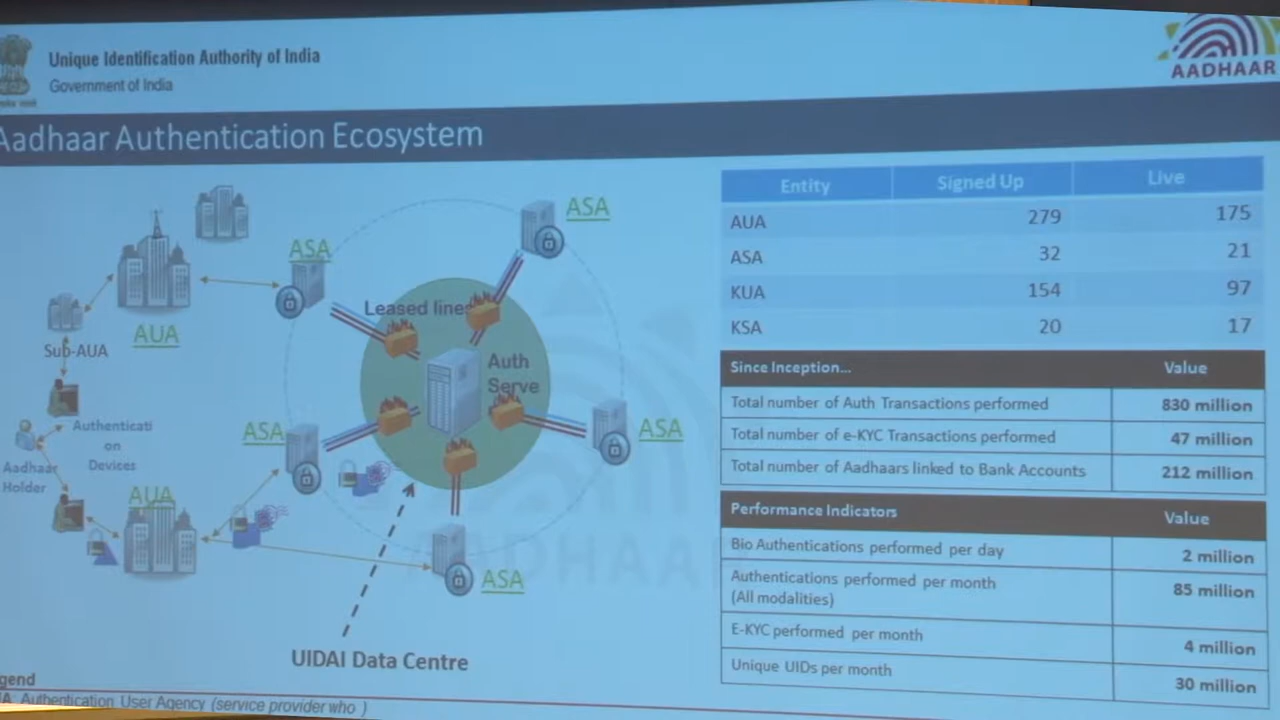 Unique Identification Authority of India
Government of India
AADHAAR
Aadhaar Authentication Ecosystem
ASA
ASA
AUA
Sub-AUA
Leased lines
Auth
Serve
Authenticati
on
Devices
Aadhaar
Holder
AUA
ASA
ASA
ASA
UIDAI Data Centre
gend
A: Authentication User Agency (service provider who )
Entity Signed Up Live
AUA 279 175
ASA 32 21
KUA 154 97
KSA 20 17
Since Inception... Value
Total number of Auth Transactions performed 830 million
Total number of e-KYC Transactions performed 47 million
Total number of Aadhaars linked to Bank Accounts 212 million
Performance Indicators Value
Bio Authentications performed per day 2 million
Authentications performed per month 85 million
(All modalities)
E-KYC performed per month 4 million
Unique UIDs per month 30 million
AADHAAR